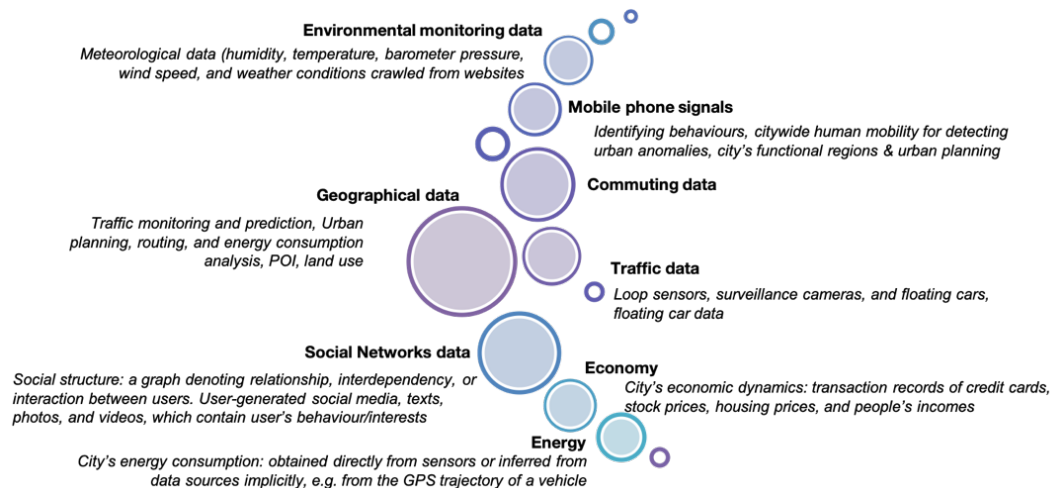 Environmental monitoring data
Meteorological data (humidity, temperature, barometer pressure,
wind speed, and weather conditions crawled from websites
Mobile phone signals
Identifying behaviours, citywide human mobility for detecting
urban anomalies, city's functional regions & urban planning
Commuting data
Geographical data
Traffic monitoring and prediction, Urban
planning, routing, and energy consumption
analysis, POI, land use
Traffic data
Loop sensors, surveillance cameras, and floating cars,
floating car data
Social Networks data
Social structure: a graph denoting relationship, interdependency, or
interaction between users. User-generated social media, texts,
photos, and videos, which contain user's behaviour/interests
Economy
City's economic dynamics: transaction records of credit cards,
stock prices, housing prices, and people's incomes
Energy
City's energy consumption: obtained directly from sensors or inferred from
data sources implicitly, e.g. from the GPS trajectory of a vehicle